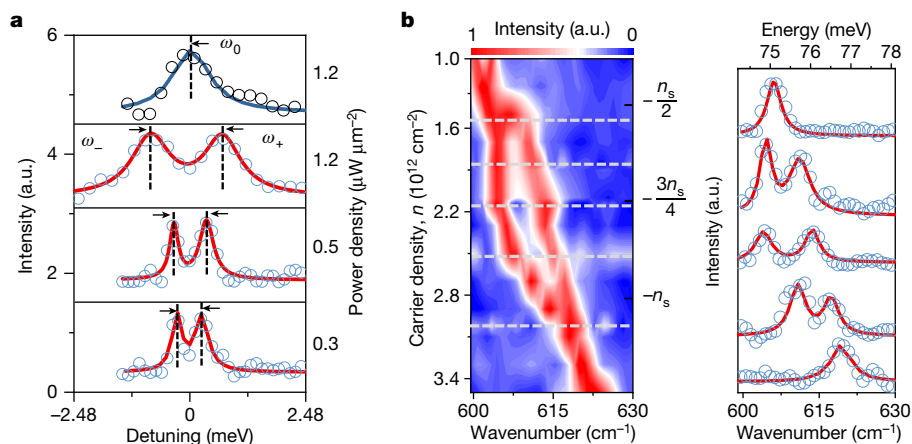 a
6
4
2
0
Intensity (a.u.)
ω0
ω− ω+
1.2
1.2
0.5
0.3
Power density (µW µm−2)
−2.48 0 2.48
Detuning (meV)
b
Intensity (a.u.)
1 0
1.0
1.6
2.2
2.8
3.4
Carrier density, n (10¹² cm⁻²)
−ns/2
−3ns/4
−ns
600 615 630
Wavenumber (cm⁻¹)
Energy (meV)
75 76 77 78
Intensity (a.u.)
600 615 630
Wavenumber (cm⁻¹)